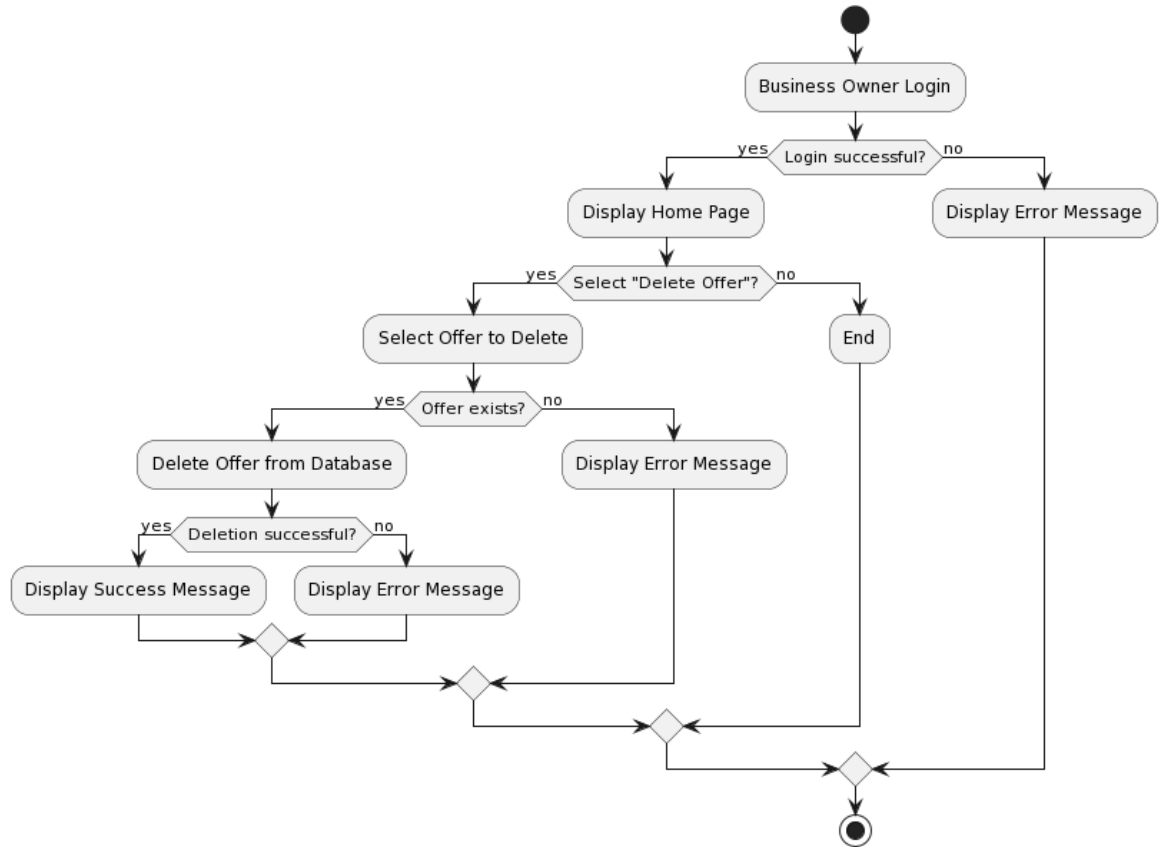 Business Owner Login
yes
Login successful?
no
Display Home Page
Display Error Message
yes
Select "Delete Offer"?
no
Select Offer to Delete
End
yes
Offer exists?
no
Delete Offer from Database
Display Error Message
yes
Deletion successful?
no
Display Success Message
Display Error Message